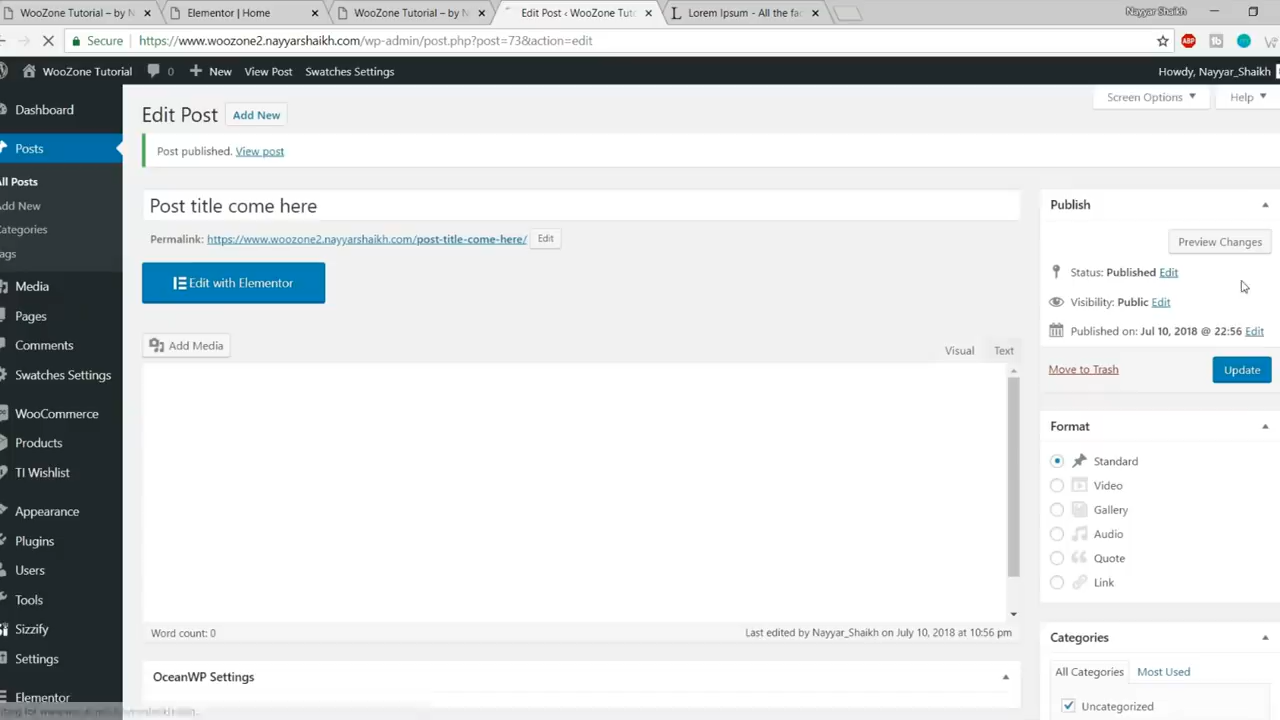 WooZone Tutorial – by N
Elementor | Home
WooZone Tutorial – by N
Edit Post ‹ WooZone Tut
Lorem Ipsum - All the fac
Nayyar Shaikh
Secure
https://www.woozone2.nayyarshaikh.com/wp-admin/post.php?post=73&action=edit
ABP
WooZone Tutorial
0
New
View Post
Swatches Settings
Howdy, Nayyar_Shaikh
Screen Options
Help
Dashboard
Posts
All Posts
Add New
Categories
Tags
Media
Pages
Comments
Swatches Settings
WooCommerce
Products
TI Wishlist
Appearance
Plugins
Users
Tools
Sizzify
Settings
Elementor
Edit Post
Add New
Post published. View post
Post title come here
Permalink: https://www.woozone2.nayyarshaikh.com/post-title-come-here/ Edit
Edit with Elementor
Add Media
Visual
Text
Word count: 0
Last edited by Nayyar_Shaikh on July 10, 2018 at 10:56 pm
OceanWP Settings
Publish
Preview Changes
Status: Published Edit
Visibility: Public Edit
Published on: Jul 10, 2018 @ 22:56 Edit
Move to Trash
Update
Format
Standard
Video
Gallery
Audio
Quote
Link
Categories
All Categories
Most Used
Uncategorized